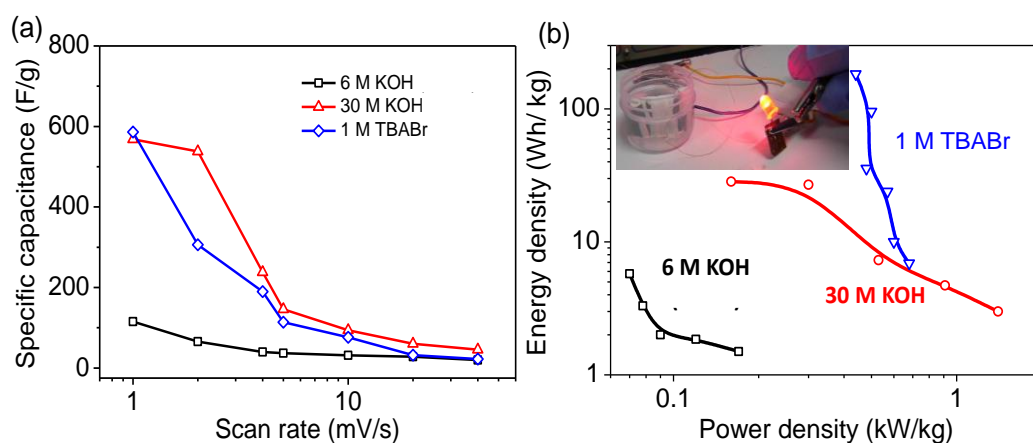 (a)
800
600
400
200
0
Specific capacitance (F/g)
6 M KOH
30 M KOH
1 M TBABr
1
10
Scan rate (mV/s)
(b)
100
10
1
Energy density (Wh/ kg)
1 M TBABr
6 M KOH
30 M KOH
0.1
1
Power density (kW/kg)